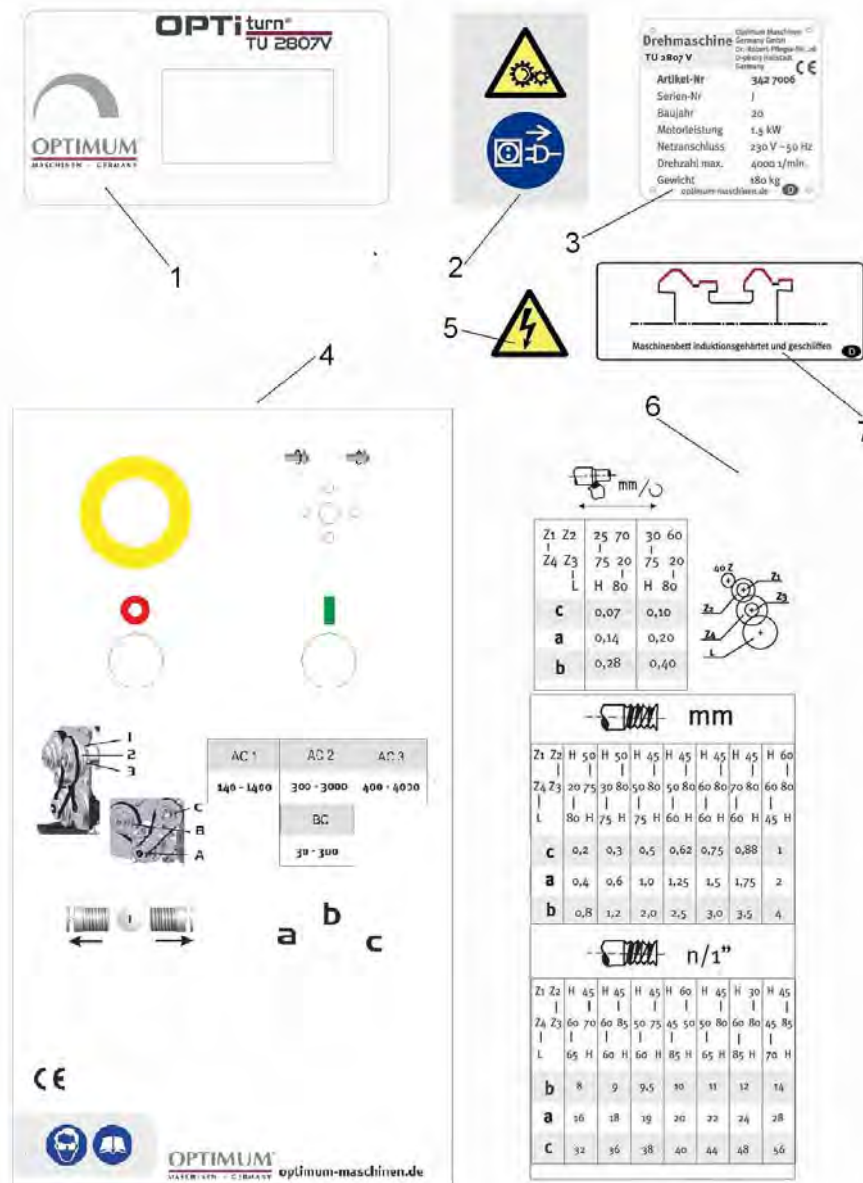 OPTi turn®
TU 2807V
OPTIMUM®
MASCHINEN - GERMANY
1
2
Drehmaschine
TU 2807 V
Optimum Maschinen
Germany GmbH
Germany
CE
Artikel-Nr 342 7006
Serien-Nr J
Baujahr 20
Motorleistung 1.5 kW
Netzanschluss 230 V ~50 Hz
Drehzahl max. 4000 1/min.
Gewicht 180 kg
optimum-maschinen.de D
3
5
Maschinenbett induktionsgehärtet und geschliffen D
7
4
1
2
3
C
B
A
AC 1 AC 2 AC 3
140 - 1400 300 - 3000 400 - 4000
BC
30 - 300
a b c
CE
OPTIMUM®
MASCHINEN - GERMANY
optimum-maschinen.de
6
mm/
Z1 Z2 25 70 30 60
Z4 Z3 75 20 75 20
L H 80 H 80
c 0,07 0,10
a 0,14 0,20
b 0,28 0,40
40 Z
Z1
Z2
Z3
Z4
L
mm
Z1 Z2 H 50 H 50 H 45 H 45 H 45 H 45 H 60
Z4 Z3 20 75 30 80 50 80 50 80 60 80 70 80 60 80
L 80 H 75 H 75 H 60 H 60 H 60 H 45 H
c 0,2 0,3 0,5 0,62 0,75 0,88 1
a 0,4 0,6 1,0 1,25 1,5 1,75 2
b 0,8 1,2 2,0 2,5 3,0 3,5 4
n/1"
Z1 Z2 H 45 H 45 H 45 H 60 H 45 H 30 H 45
Z4 Z3 60 70 60 85 50 75 45 50 50 80 60 80 45 85
L 65 H 60 H 60 H 85 H 65 H 85 H 70 H
b 8 9 9,5 10 11 12 14
a 16 18 19 20 22 24 28
c 32 36 38 40 44 48 56